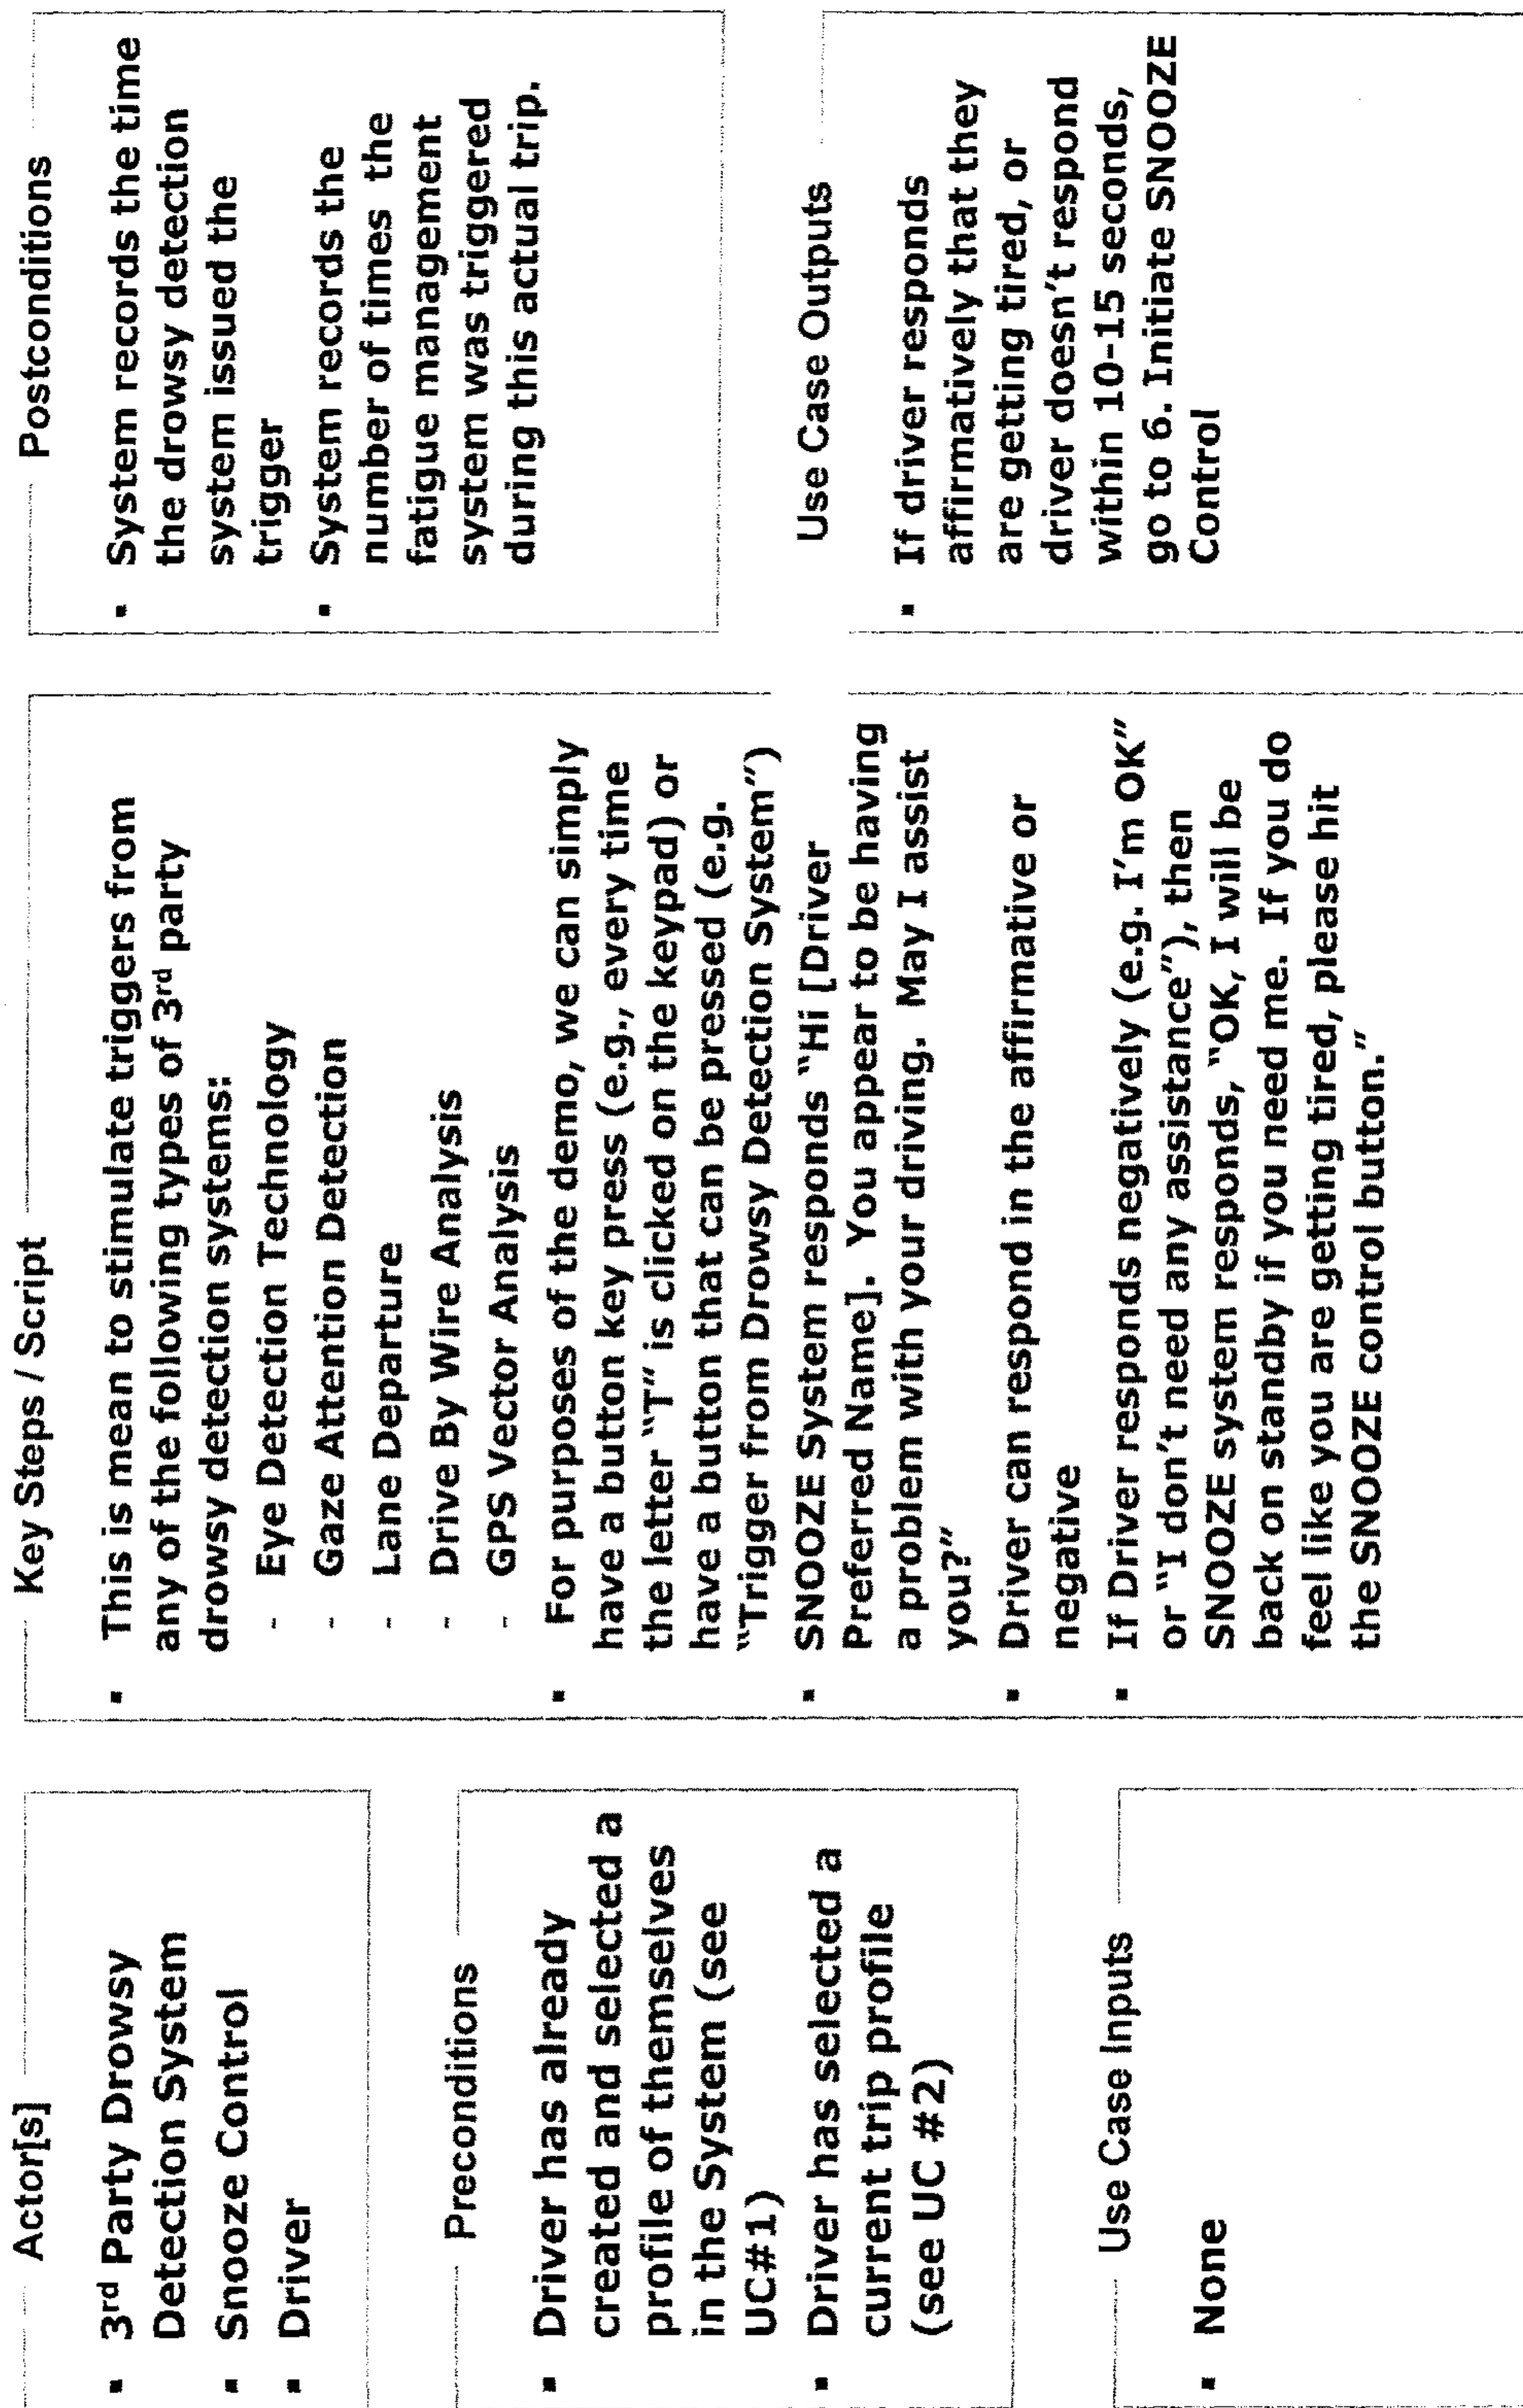 Actor[s]
▪ 3rd Party Drowsy
Detection System
▪ Snooze Control
▪ Driver
Preconditions
▪ Driver has already
created and selected a
profile of themselves
in the System (see
UC#1)
▪ Driver has selected a
current trip profile
(see UC #2)
Use Case Inputs
▪ None
Key Steps / Script
▪ This is mean to stimulate triggers from
any of the following types of 3rd party
drowsy detection systems:
- Eye Detection Technology
- Gaze Attention Detection
- Lane Departure
- Drive By Wire Analysis
- GPS Vector Analysis
▪ For purposes of the demo, we can simply
have a button key press (e.g., every time
the letter "T" is clicked on the keypad) or
have a button that can be pressed (e.g.
"Trigger from Drowsy Detection System")
▪ SNOOZE System responds "Hi [Driver
Preferred Name]. You appear to be having
a problem with your driving. May I assist
you?"
▪ Driver can respond in the affirmative or
negative
▪ If Driver responds negatively (e.g. I'm OK"
or "I don't need any assistance"), then
SNOOZE system responds, "OK, I will be
back on standby if you need me. If you do
feel like you are getting tired, please hit
the SNOOZE control button."
Postconditions
▪ System records the time
the drowsy detection
system issued the
trigger
▪ System records the
number of times the
fatigue management
system was triggered
during this actual trip.
Use Case Outputs
▪ If driver responds
affirmatively that they
are getting tired, or
driver doesn't respond
within 10-15 seconds,
go to 6. Initiate SNOOZE
Control